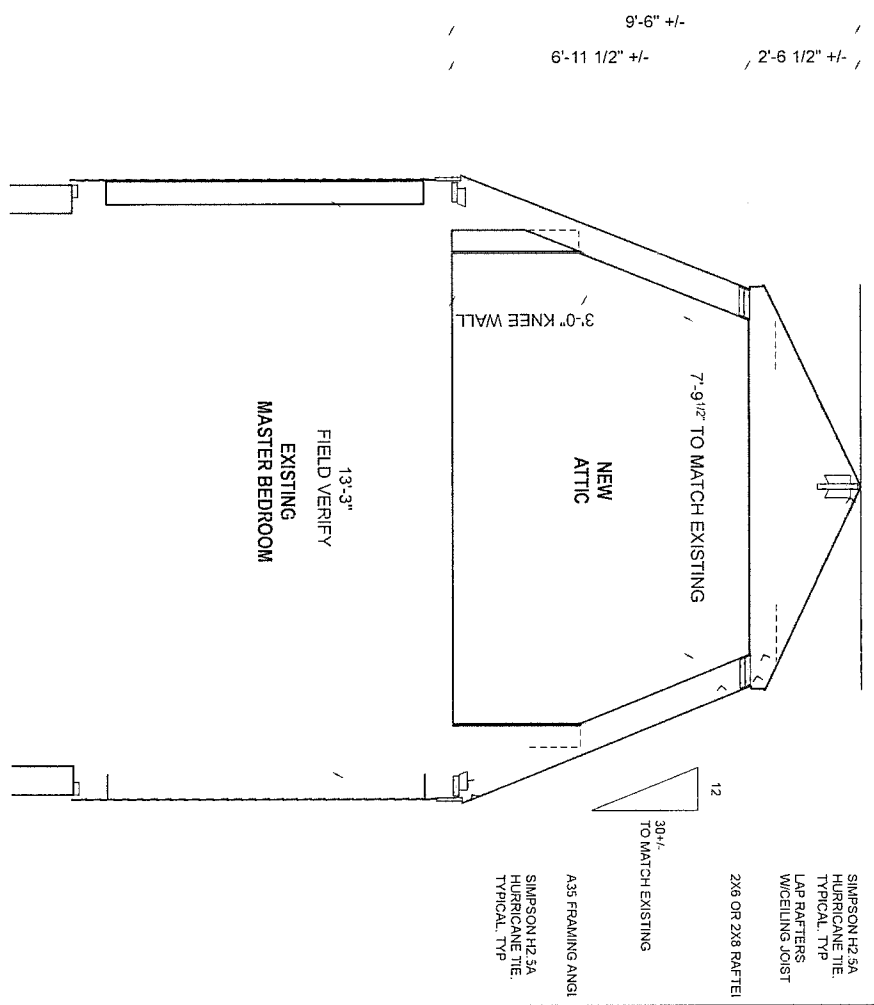 9'-6" +/-
6'-11 1/2" +/-
2'-6 1/2" +/-
3'-0" KNEE WALL
7'-9 1/2" TO MATCH EXISTING
NEW
ATTIC
13'-3"
FIELD VERIFY
EXISTING
MASTER BEDROOM
12
30+/-
TO MATCH EXISTING
SIMPSON H2.5A
HURRICANE TIE.
TYPICAL, TYP
LAP RAFTERS
W/CEILING JOIST
2X6 OR 2X8 RAFTE
A35 FRAMING ANGL
SIMPSON H2.5A
HURRICANE TIE.
TYPICAL, TYP